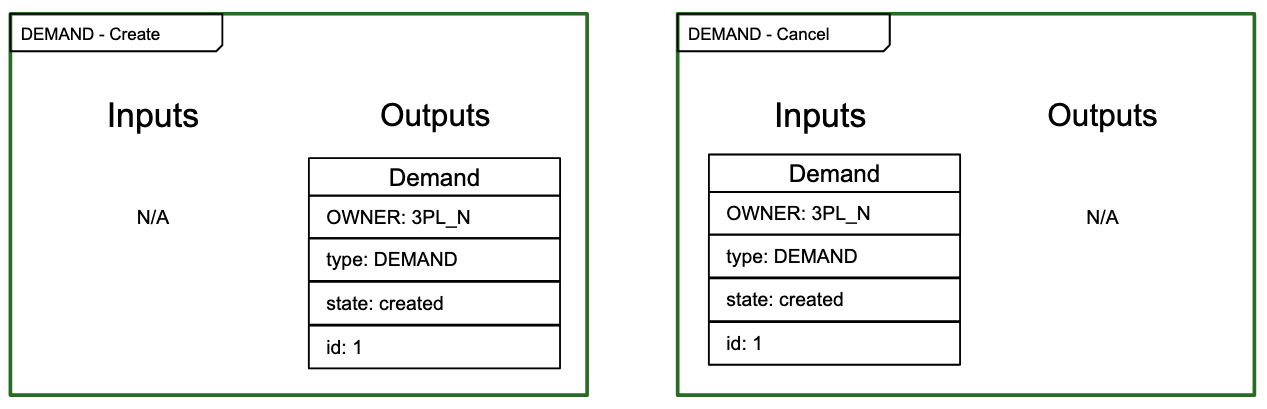 DEMAND - Create
Inputs
Outputs
N/A
Demand
OWNER: 3PL_N
type: DEMAND
state: created
id: 1
DEMAND - Cancel
Inputs
Outputs
Demand
OWNER: 3PL_N
type: DEMAND
state: created
id: 1
N/A